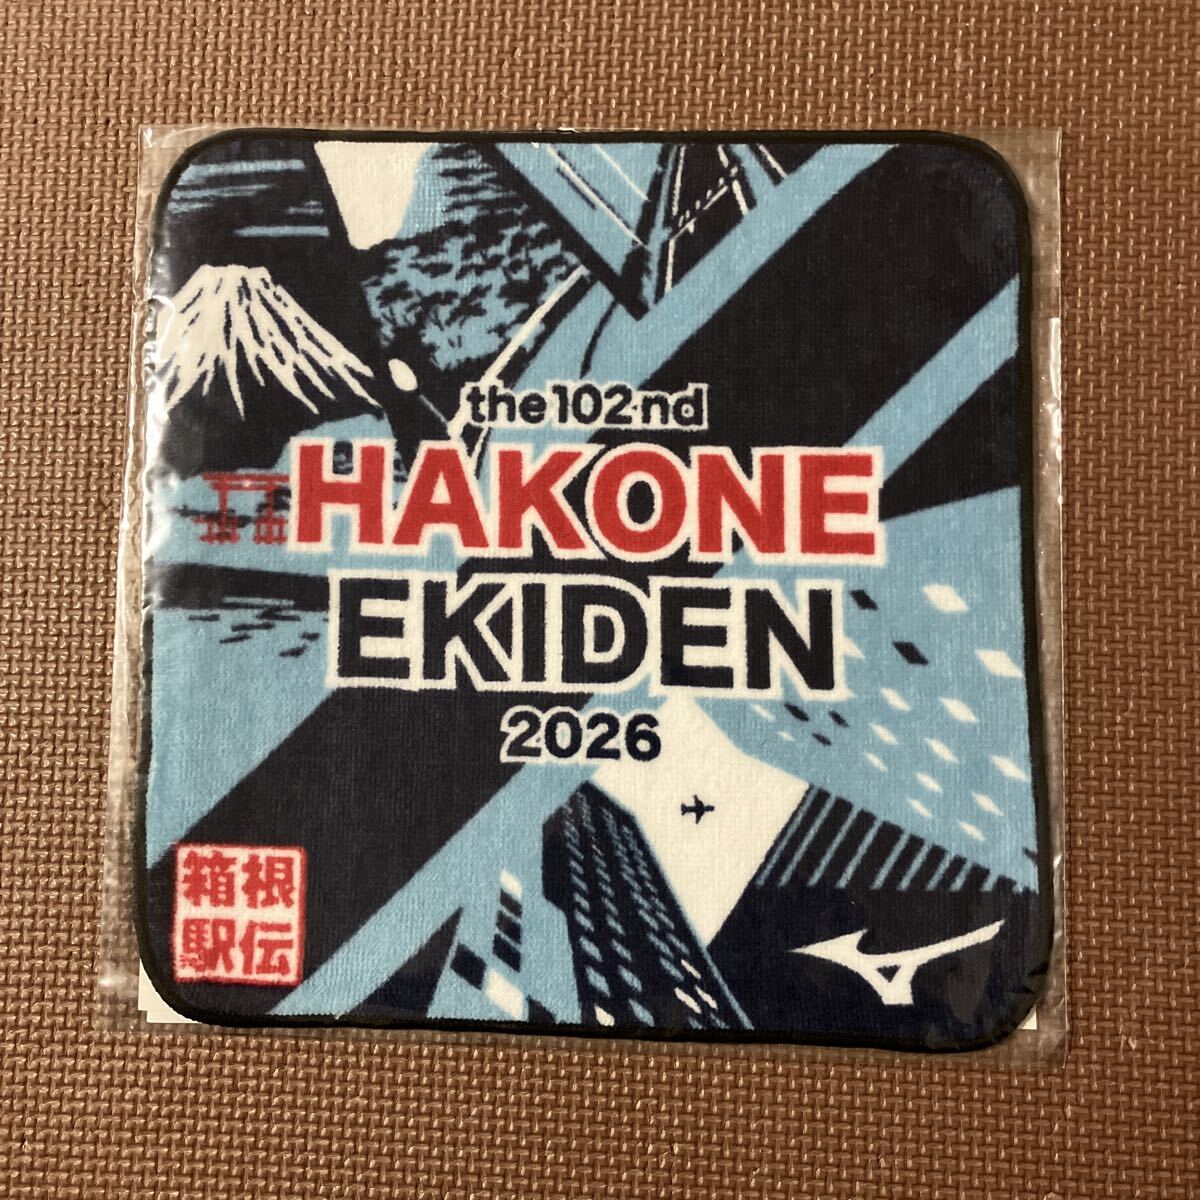 the 102nd
HAKONE
EKIDEN
2026
箱根
駅伝